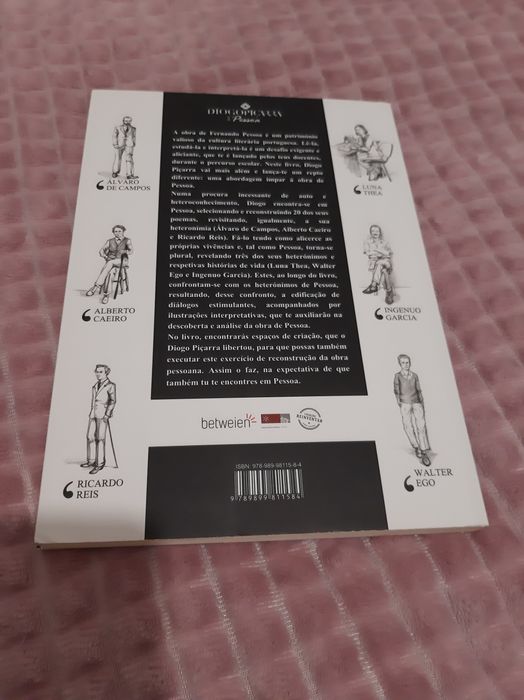 DIOGO PIÇARRA
Pessoa
A obra de Fernando Pessoa é um património
valioso da cultura literária portuguesa. Lê-la,
estudá-la e interpretá-la é um desafio exigente e
aliciante, que te é lançado pelos teus docentes,
durante o percurso escolar. Neste livro, Diogo
Piçarra vai mais além e lança-te um repto
diferente: uma abordagem ímpar à obra de
Pessoa.
Numa procura incessante de auto e
heteroconhecimento, Diogo encontra-se em
Pessoa, selecionando e reconstruindo 20 dos seus
poemas, revisitando, igualmente, a sua
heteronímia (Álvaro de Campos, Alberto Caeiro
e Ricardo Reis). Fá-lo tendo como alicerce as
próprias vivências e, tal como Pessoa, torna-se
plural, revelando três dos seus heterónimos e
respetivas histórias de vida (Luna Thea, Walter
Ego e Ingenuo Garcia). Estes, ao longo do livro,
confrontam-se com os heterónimos de Pessoa,
resultando, desse confronto, a edificação de
diálogos estimulantes, acompanhados por
ilustrações interpretativas, que te auxiliarão na
descoberta e análise da obra de Pessoa.
No livro, encontrarás espaços de criação, que o
Diogo Piçarra libertou, para que possas também
executar este exercício de reconstrução da obra
pessoana. Assim o faz, na expectativa de que
também tu te encontres em Pessoa.
ÁLVARO
DE CAMPOS
ALBERTO
CAEIRO
RICARDO
REIS
LUNA
THEA
INGENUO
GARCIA
WALTER
EGO
betweien
REINVENTAR
ISBN: 978-989-98115-8-4
9 789899 811584